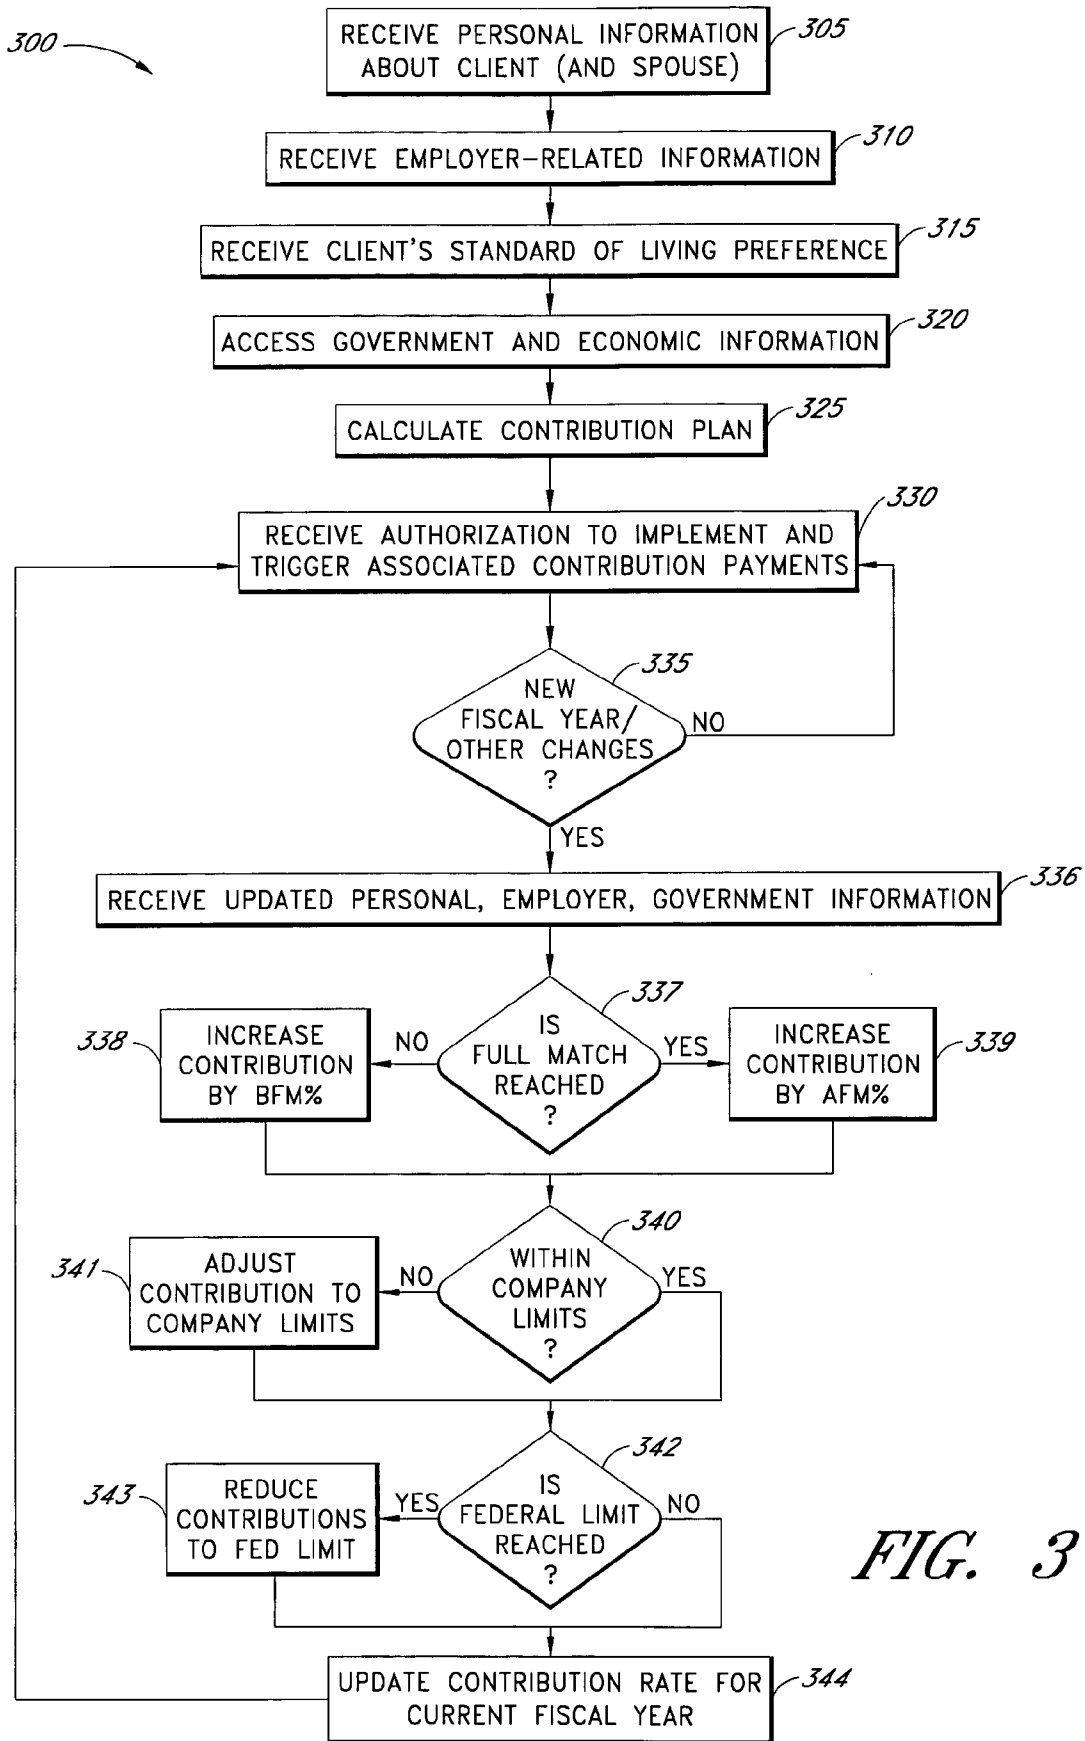 300
RECEIVE PERSONAL INFORMATION
ABOUT CLIENT (AND SPOUSE)
305
RECEIVE EMPLOYER-RELATED INFORMATION
310
RECEIVE CLIENT'S STANDARD OF LIVING PREFERENCE
315
ACCESS GOVERNMENT AND ECONOMIC INFORMATION
320
CALCULATE CONTRIBUTION PLAN
325
RECEIVE AUTHORIZATION TO IMPLEMENT AND
TRIGGER ASSOCIATED CONTRIBUTION PAYMENTS
330
NEW
FISCAL YEAR/
OTHER CHANGES
?
335
NO
YES
RECEIVE UPDATED PERSONAL, EMPLOYER, GOVERNMENT INFORMATION
336
IS
FULL MATCH
REACHED
?
337
NO
YES
338
INCREASE
CONTRIBUTION
BY BFM%
INCREASE
CONTRIBUTION
BY AFM%
339
WITHIN
COMPANY
LIMITS
?
340
NO
YES
341
ADJUST
CONTRIBUTION TO
COMPANY LIMITS
IS
FEDERAL LIMIT
REACHED
?
342
YES
NO
343
REDUCE
CONTRIBUTIONS
TO FED LIMIT
UPDATE CONTRIBUTION RATE FOR
CURRENT FISCAL YEAR
344
FIG. 3